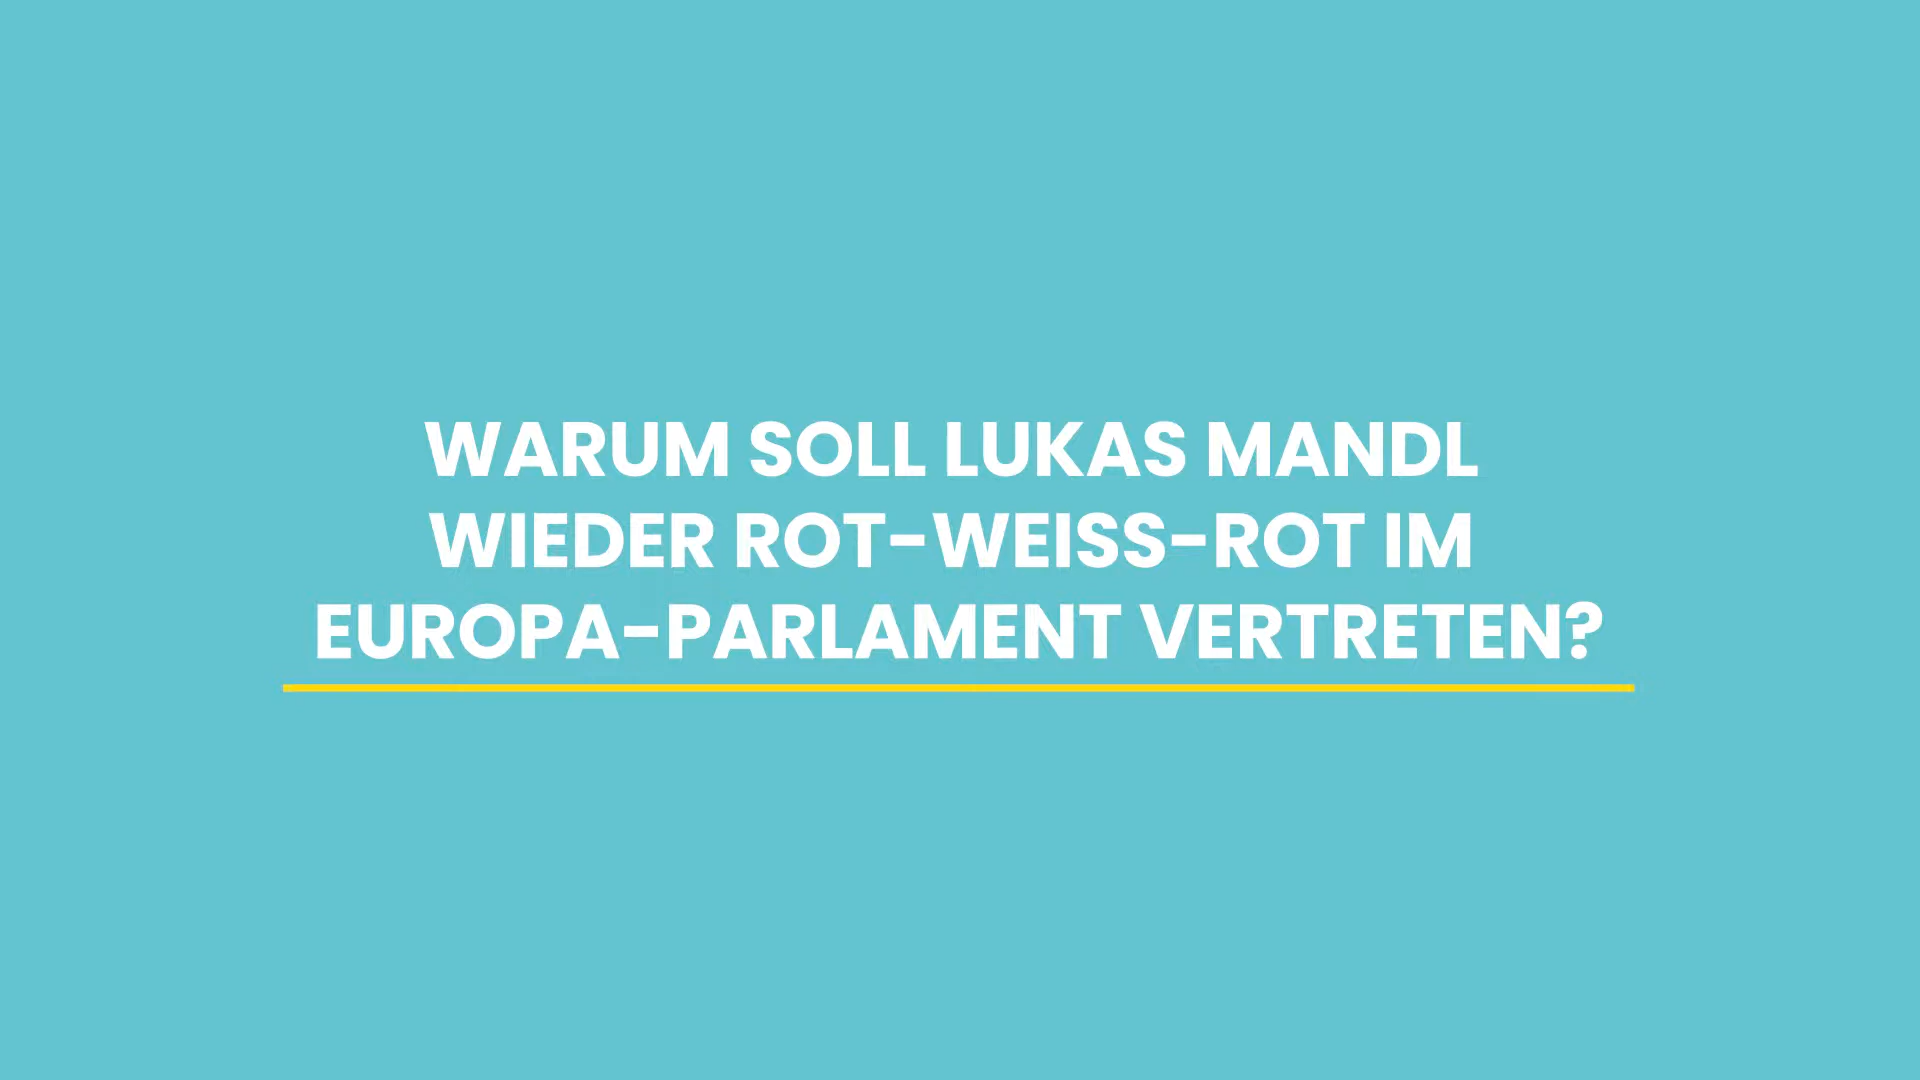 WARUM SOLL LUKAS MANDL
WIEDER ROT-WEISS-ROT IM
EUROPA-PARLAMENT VERTRETEN?